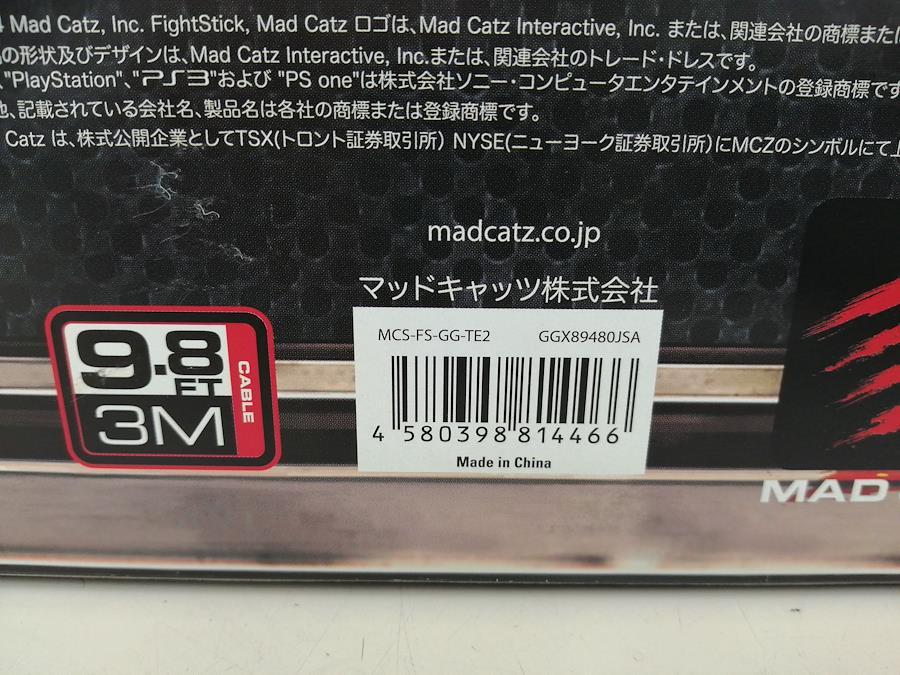 4 Mad Catz, Inc. FightStick, Mad Catz ロゴは、Mad Catz Interactive, Inc. または、関連会社の商標または
の形状及びデザインは、Mad Catz Interactive, Inc.または、関連会社のトレード・ドレスです。
、"PlayStation"、"PS3"および "PS one"は株式会社ソニー・コンピュータエンタテインメントの登録商標です
他、記載されている会社名、製品名は各社の商標または登録商標です。
Catz は、株式公開企業としてTSX(トロント証券取引所) NYSE(ニューヨーク証券取引所)にMCZのシンボルにて上
madcatz.co.jp
マッドキャッツ株式会社
MCS-FS-GG-TE2 GGX89480JSA
4 580398 814466
Made in China
9.8 FT
3M
CABLE
MAD